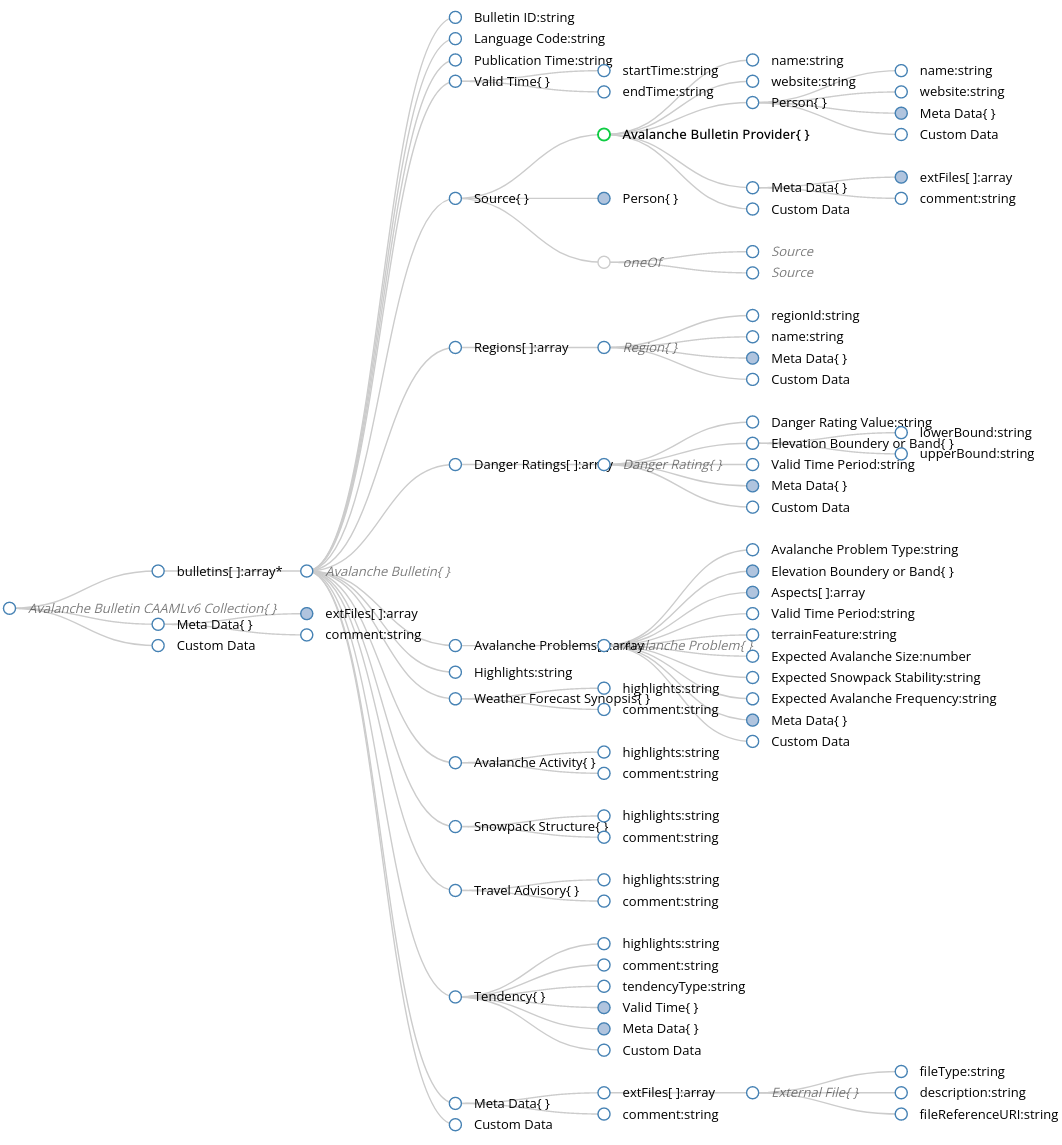 Avalanche Bulletin CAAMLv6 Collection{ }
bulletins[ ]:array*
Avalanche Bulletin{ }
Bulletin ID:string
Language Code:string
Publication Time:string
Valid Time{ }
startTime:string
endTime:string
Source{ }
Avalanche Bulletin Provider{ }
name:string
website:string
Person{ }
name:string
website:string
Meta Data{ }
Custom Data
Meta Data{ }
extFiles[ ]:array
comment:string
Custom Data
Person{ }
oneOf
Source
Source
Regions[ ]:array
Region{ }
regionId:string
name:string
Meta Data{ }
Custom Data
Danger Ratings[ ]:array
Danger Rating{ }
Danger Rating Value:string
Elevation Boundery or Band{ }
lowerBound:string
upperBound:string
Valid Time Period:string
Meta Data{ }
Custom Data
Avalanche Problems[ ]:array
Avalanche Problem{ }
Avalanche Problem Type:string
Elevation Boundery or Band{ }
Aspects[ ]:array
Valid Time Period:string
terrainFeature:string
Expected Avalanche Size:number
Expected Snowpack Stability:string
Expected Avalanche Frequency:string
Meta Data{ }
Custom Data
Highlights:string
Weather Forecast Synopsis{ }
highlights:string
comment:string
Avalanche Activity{ }
highlights:string
comment:string
Snowpack Structure{ }
highlights:string
comment:string
Travel Advisory{ }
highlights:string
comment:string
Tendency{ }
highlights:string
comment:string
tendencyType:string
Valid Time{ }
Meta Data{ }
Custom Data
Meta Data{ }
extFiles[ ]:array
External File{ }
fileType:string
description:string
fileReferenceURI:string
comment:string
Custom Data
Meta Data{ }
extFiles[ ]:array
comment:string
Custom Data